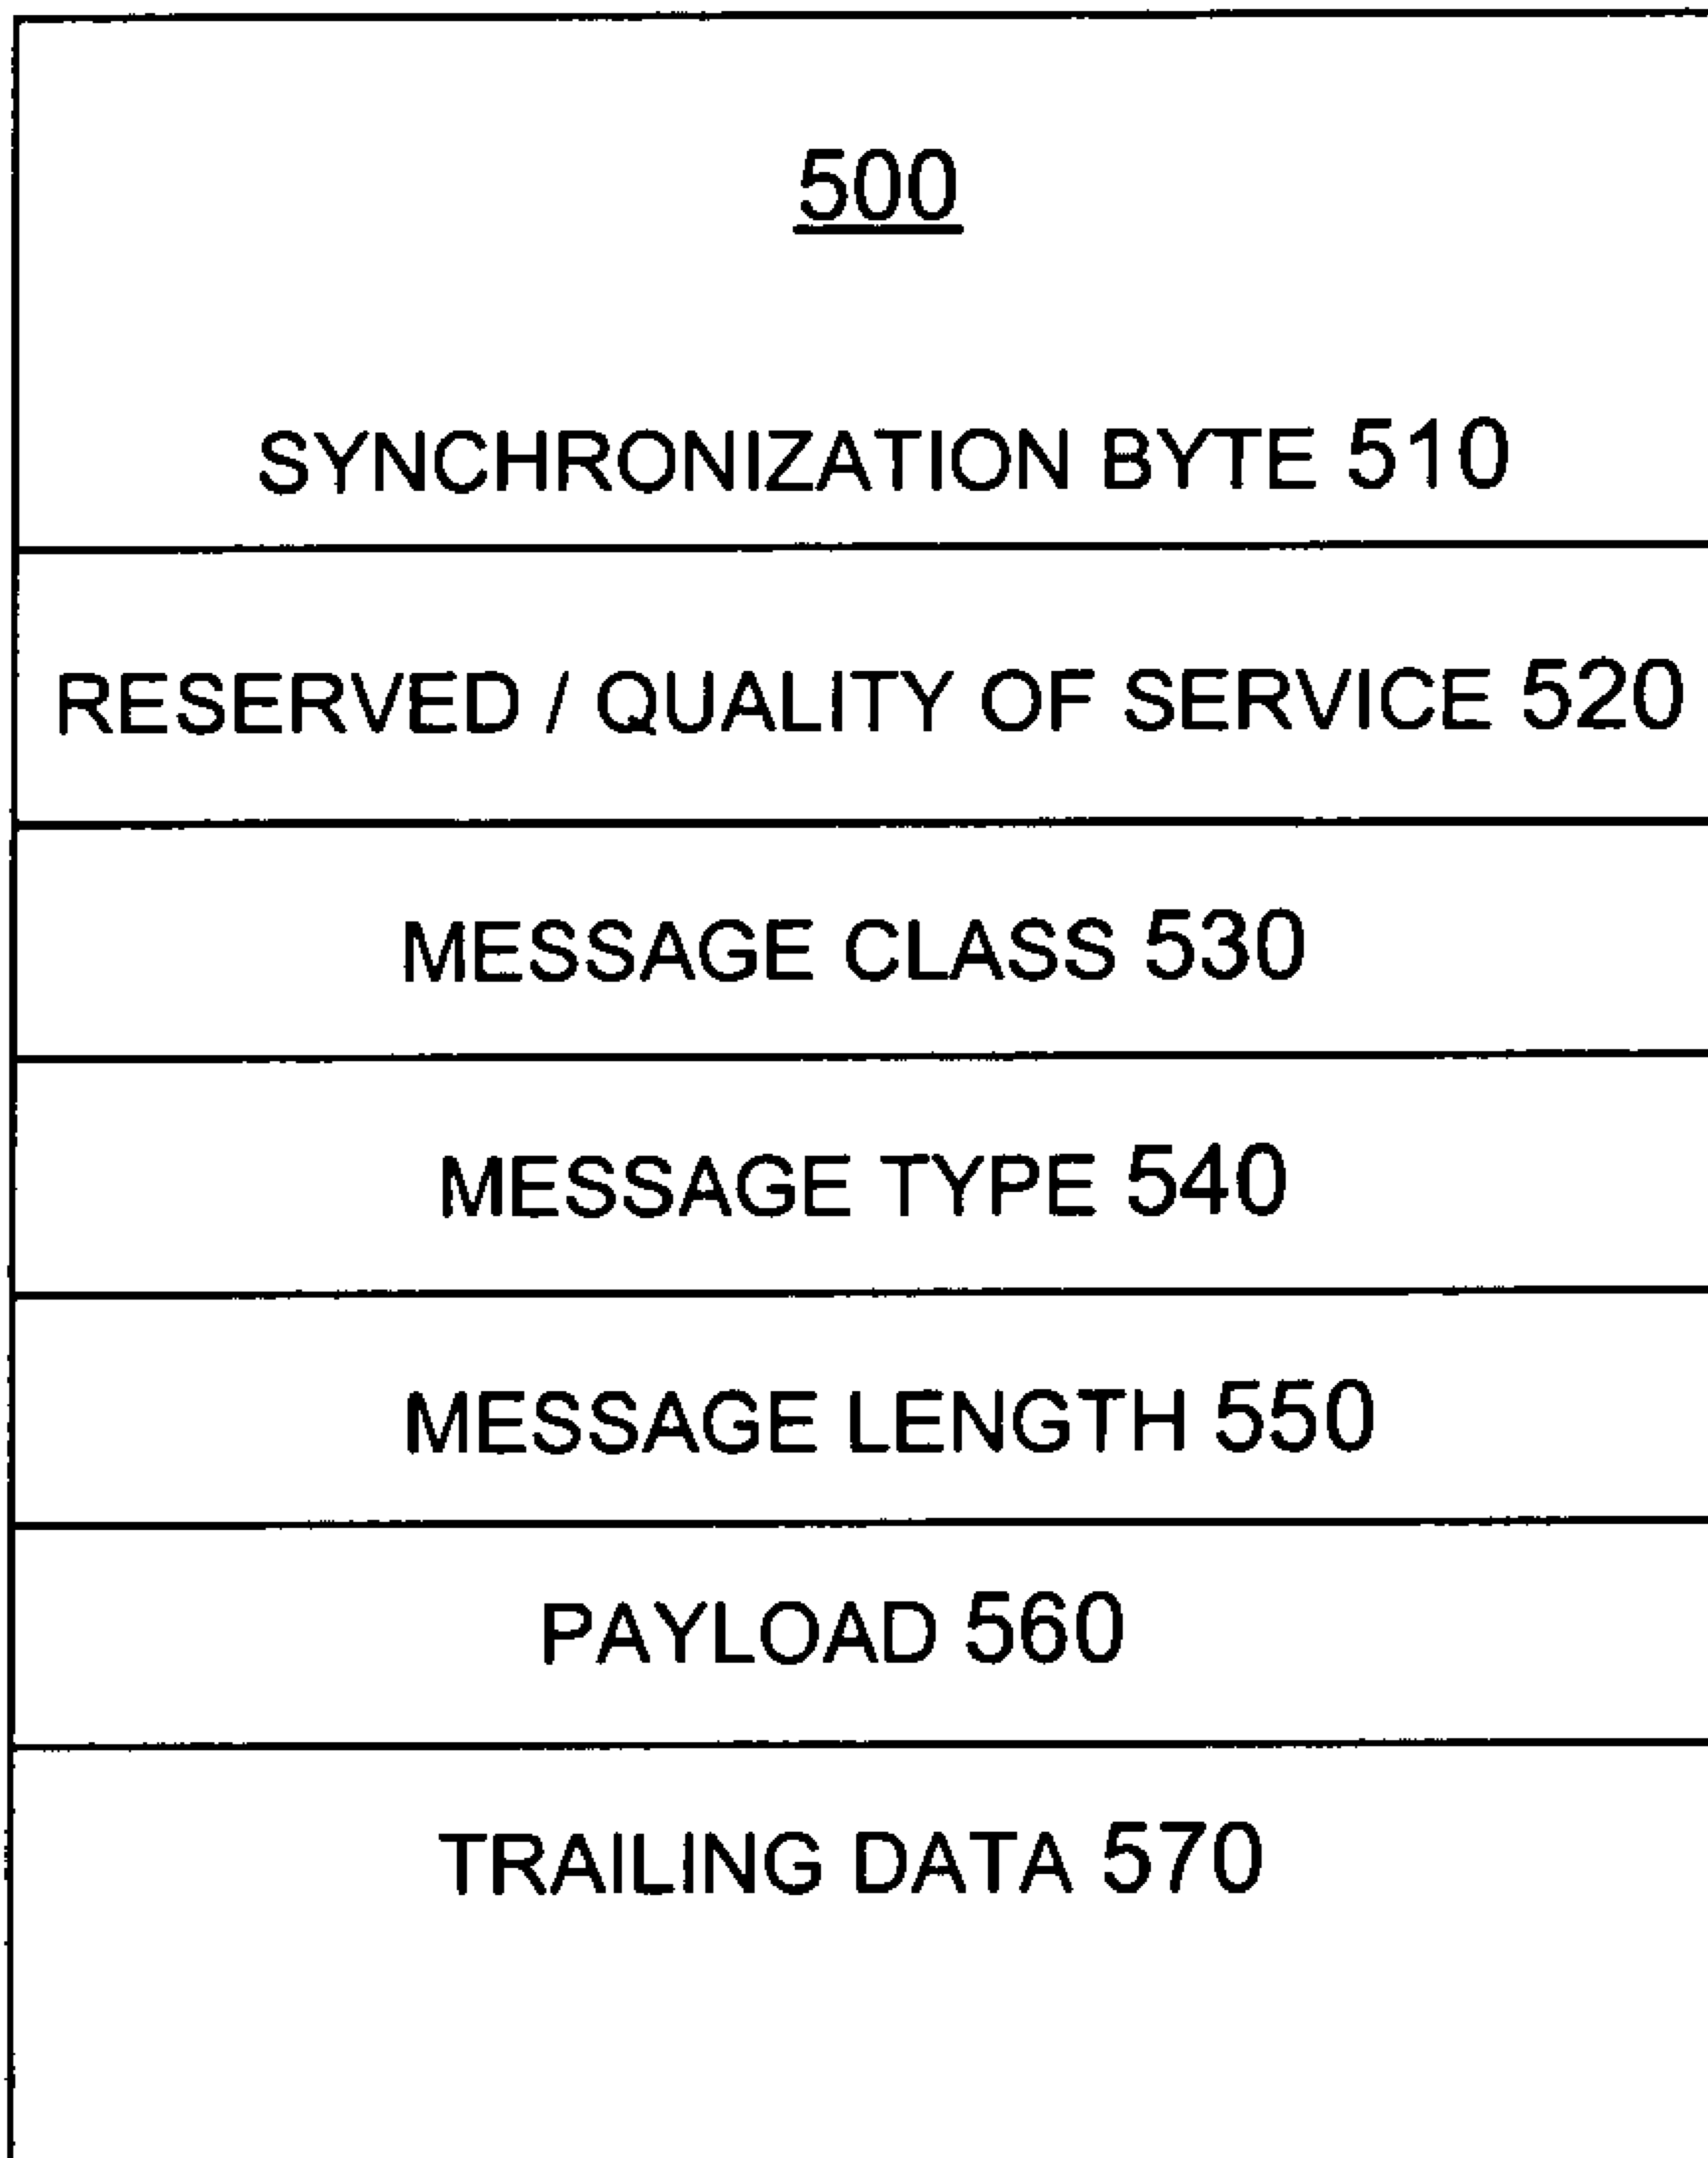 500
SYNCHRONIZATION BYTE 510
RESERVED / QUALITY OF SERVICE 520
MESSAGE CLASS 530
MESSAGE TYPE 540
MESSAGE LENGTH 550
PAYLOAD 560
TRAILING DATA 570